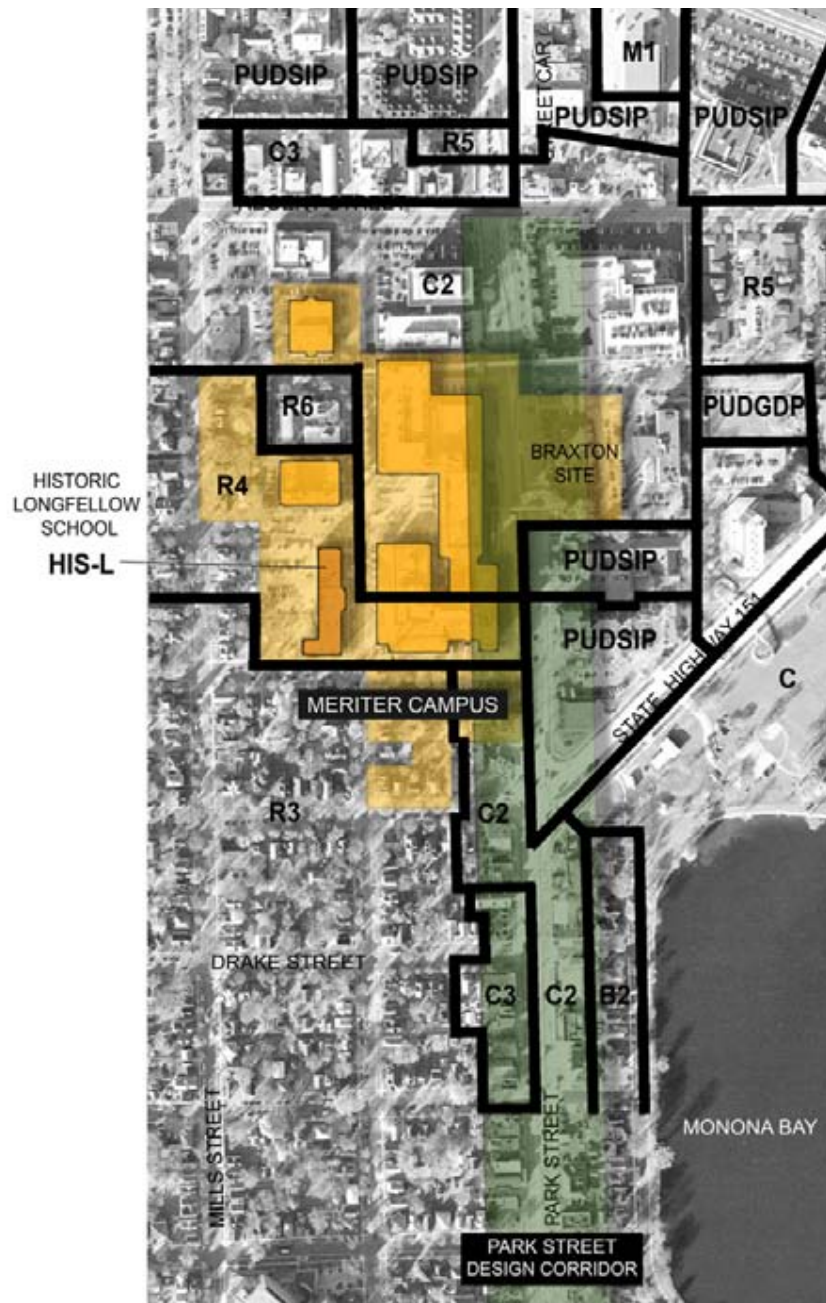 M1
PUDSIP
PUDSIP
PUDSIP
PUDSIP
C3
R5
REGENT STREET
C2
R5
R6
PUDGDP
BRAXTON
SITE
HISTORIC
LONGFELLOW
SCHOOL
HIS-L
R4
PUDSIP
PUDSIP
STATE HIGHWAY 151
C
MERITER CAMPUS
R3
C2
DRAKE STREET
C3
C2
B2
MILLS STREET
PARK STREET
MONONA BAY
PARK STREET
DESIGN CORRIDOR